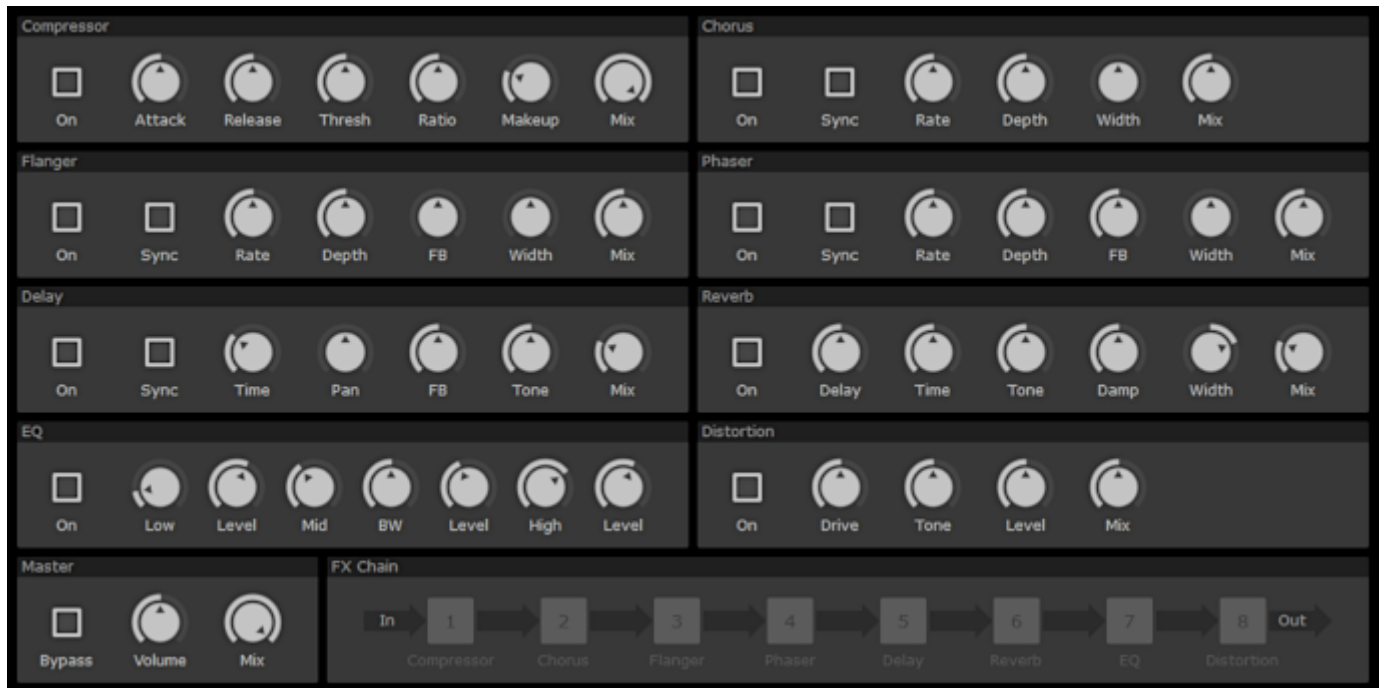 Compressor
On Attack Release Thresh Ratio Makeup Mix
Chorus
On Sync Rate Depth Width Mix
Flanger
On Sync Rate Depth FB Width Mix
Phaser
On Sync Rate Depth FB Width Mix
Delay
On Sync Time Pan FB Tone Mix
Reverb
On Delay Time Tone Damp Width Mix
EQ
On Low Level Mid BW Level High Level
Distortion
On Drive Tone Level Mix
Master
Bypass Volume Mix
FX Chain
In 1 2 3 4 5 6 7 8 Out
Compressor Chorus Flanger Phaser Delay Reverb EQ Distortion